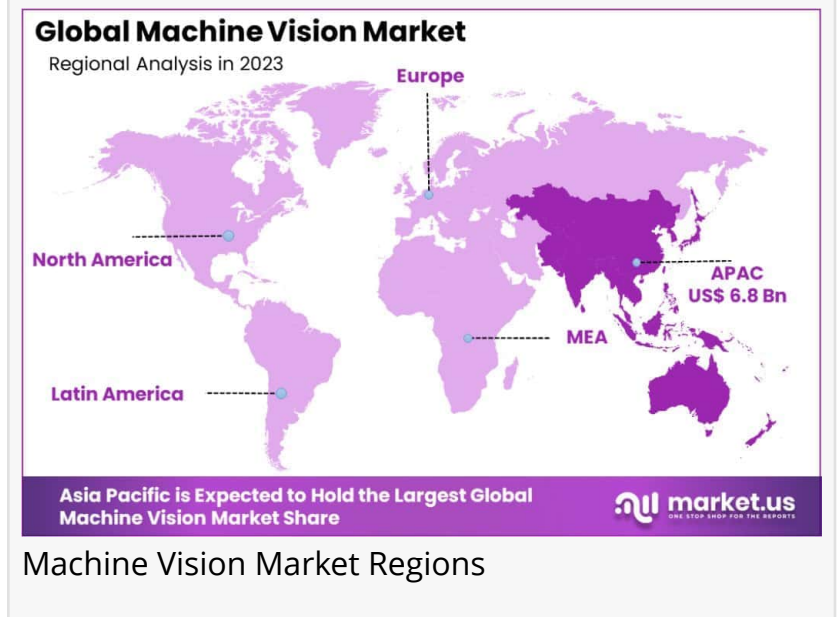 Global Machine Vision Market
Regional Analysis in 2023
Europe
North America
APAC
US$ 6.8 Bn
MEA
Latin America
Asia Pacific is Expected to Hold the Largest Global
Machine Vision Market Share
market.us
ONE STOP SHOP FOR THE REPORTS
Machine Vision Market Regions